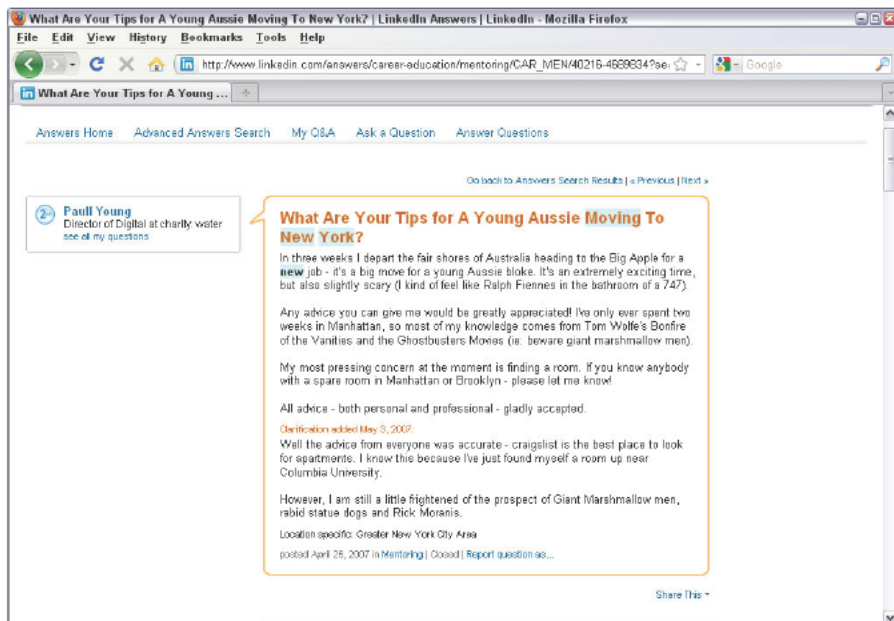 What Are Your Tips for A Young Aussie Moving To New York? | LinkedIn Answers | LinkedIn - Mozilla Firefox
File Edit View History Bookmarks Tools Help
http://www.linkedin.com/answers/career-education/mentoring/CAR_MEN/40216-4689834?se
Google
What Are Your Tips for A Young ...
Answers Home Advanced Answers Search My Q&A Ask a Question Answer Questions
Go back to Answers Search Results | « Previous | Next »
2nd Paull Young
Director of Digital at charity: water
see all my questions
What Are Your Tips for A Young Aussie Moving To
New York?
In three weeks I depart the fair shores of Australia heading to the Big Apple for a
new job - it's a big move for a young Aussie bloke. It's an extremely exciting time,
but also slightly scary (I kind of feel like Ralph Fiennes in the bathroom of a 747).
Any advice you can give me would be greatly appreciated! I've only ever spent two
weeks in Manhattan, so most of my knowledge comes from Tom Wolfe's Bonfire
of the Vanities and the Ghostbusters Movies (ie: beware giant marshmallow men).
My most pressing concern at the moment is finding a room. If you know anybody
with a spare room in Manhattan or Brooklyn - please let me know!
All advice - both personal and professional - gladly accepted.
Clarification added May 3, 2007:
Well the advice from everyone was accurate - craigslist is the best place to look
for apartments. I know this because I've just found myself a room up near
Columbia University.
However, I am still a little frightened of the prospect of Giant Marshmallow men,
rabid statue dogs and Rick Moranis.
Location specific: Greater New York City Area
posted April 26, 2007 in Mentoring | Closed | Report question as...
Share This